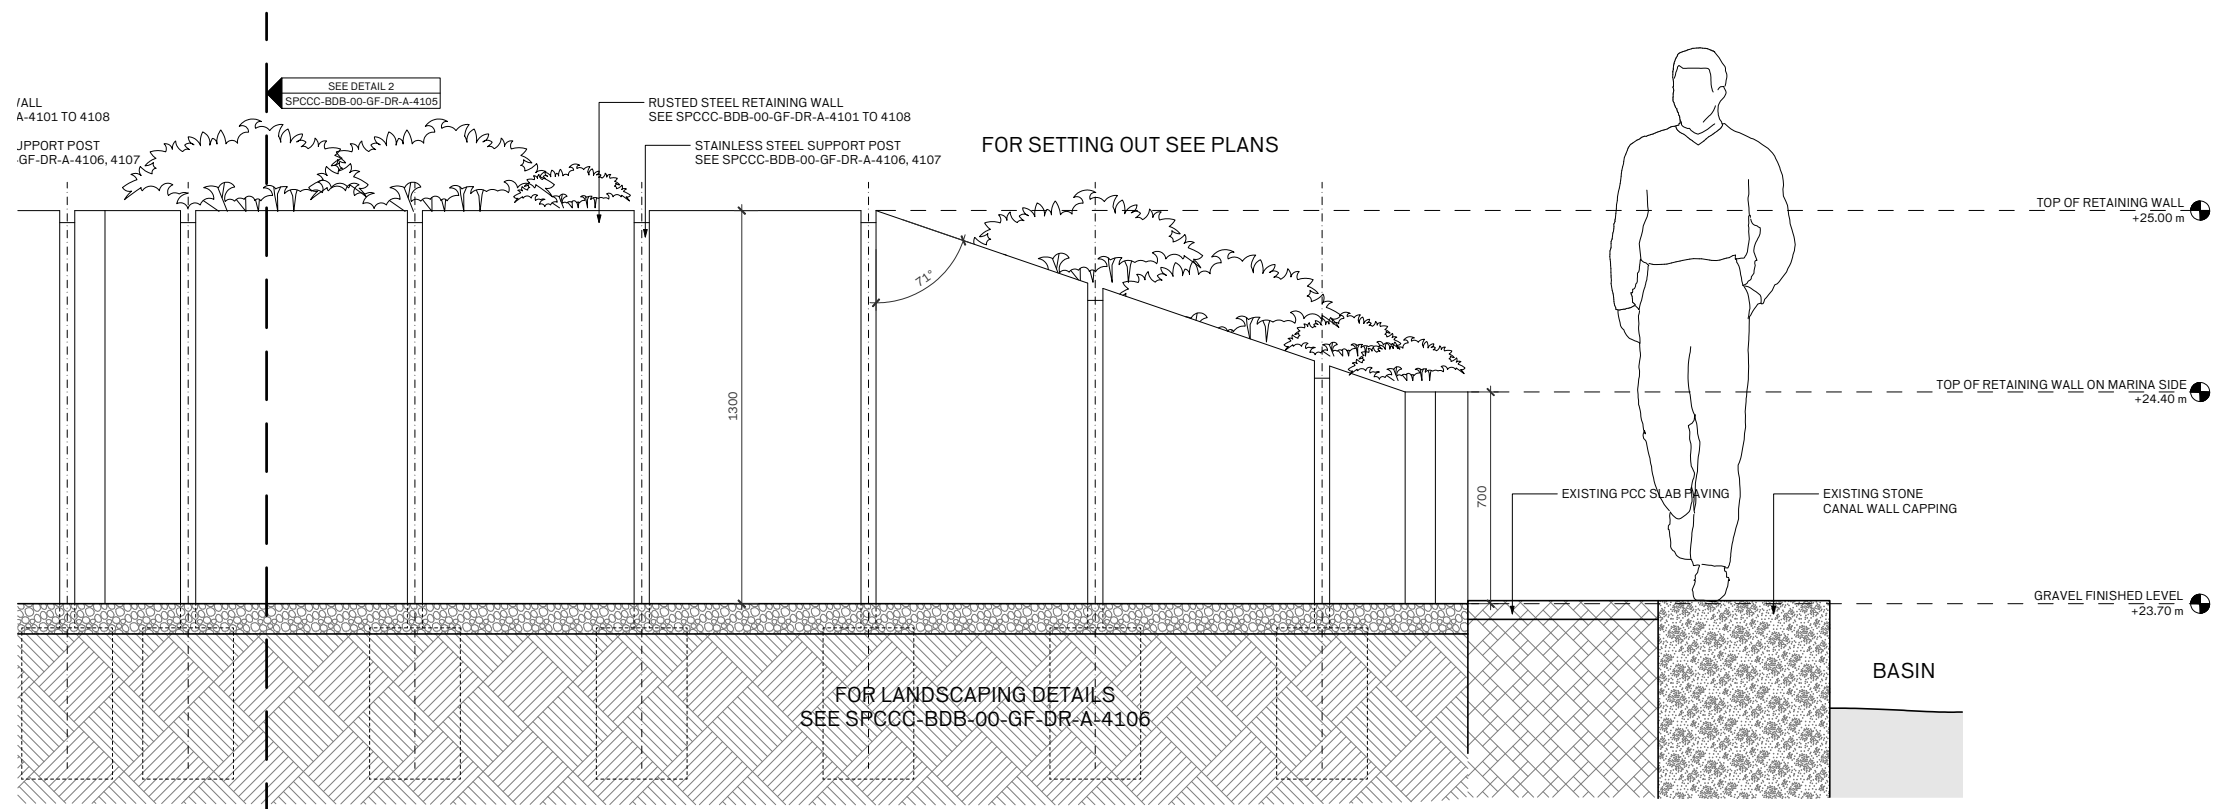 SEE DETAIL 2
SPCCC-BDB-00-GF-DR-A-4105
/ALL
A-4101 TO 4108
UPPORT POST
-GF-DR-A-4106, 4107
RUSTED STEEL RETAINING WALL
SEE SPCCC-BDB-00-GF-DR-A-4101 TO 4108
STAINLESS STEEL SUPPORT POST
SEE SPCCC-BDB-00-GF-DR-A-4106, 4107
FOR SETTING OUT SEE PLANS
TOP OF RETAINING WALL
+25.00 m
71°
TOP OF RETAINING WALL ON MARINA SIDE
+24.40 m
1300
700
EXISTING PCC SLAB PAVING
EXISTING STONE
CANAL WALL CAPPING
GRAVEL FINISHED LEVEL
+23.70 m
BASIN
FOR LANDSCAPING DETAILS
SEE SPCCC-BDB-00-GF-DR-A-4106